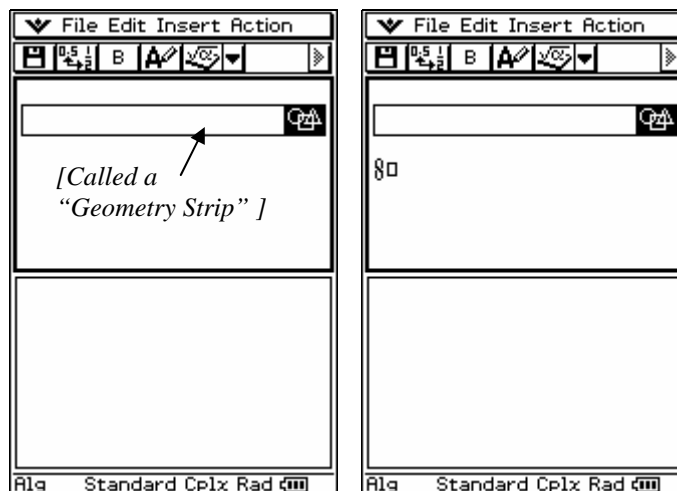 File Edit Insert Action
B
[Called a
"Geometry Strip" ]
Alg Standard Cplx Rad
File Edit Insert Action
B
Alg Standard Cplx Rad